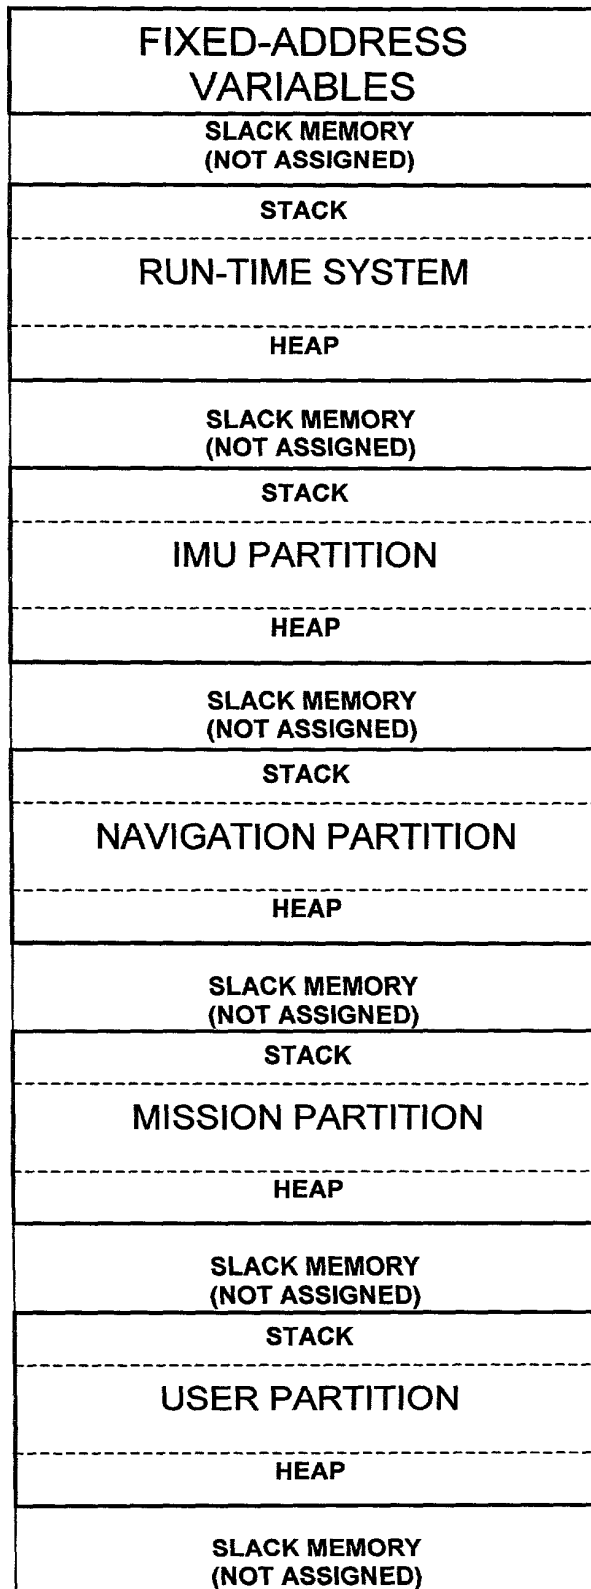 FIXED-ADDRESS
VARIABLES
SLACK MEMORY
(NOT ASSIGNED)
STACK
RUN-TIME SYSTEM
HEAP
SLACK MEMORY
(NOT ASSIGNED)
STACK
IMU PARTITION
HEAP
SLACK MEMORY
(NOT ASSIGNED)
STACK
NAVIGATION PARTITION
HEAP
SLACK MEMORY
(NOT ASSIGNED)
STACK
MISSION PARTITION
HEAP
SLACK MEMORY
(NOT ASSIGNED)
STACK
USER PARTITION
HEAP
SLACK MEMORY
(NOT ASSIGNED)